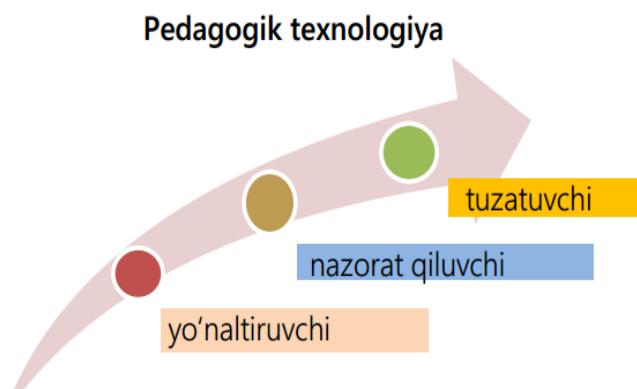 Pedagogik texnologiya
tuzatuvchi
nazorat qiluvchi
yo‘naltiruvchi